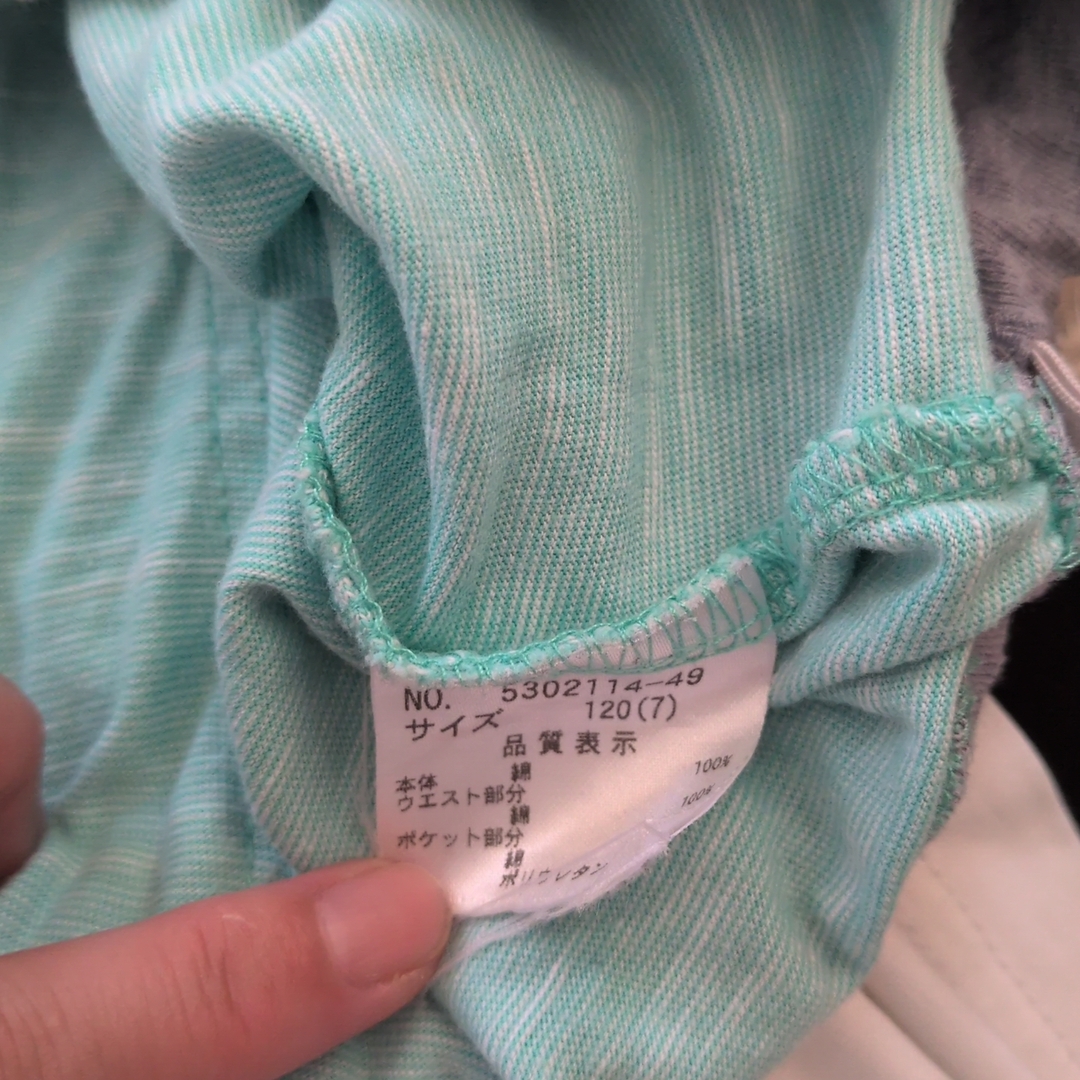 NO. 5302114-49
サイズ 120(7)
品質表示
本体 綿 100%
ウエスト部分
綿 100%
ポケット部分
綿
ポリウレタン